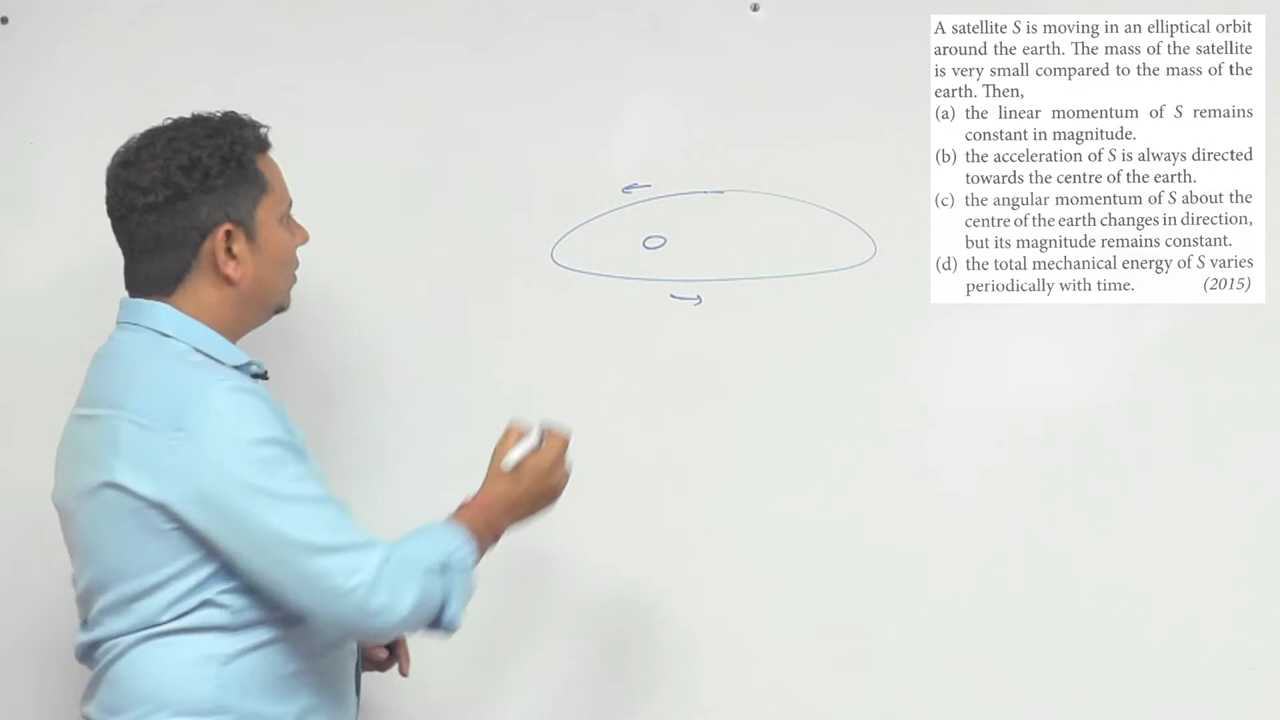 A satellite S is moving in an elliptical orbit
around the earth. The mass of the satellite
is very small compared to the mass of the
earth. Then,
(a) the linear momentum of S remains
constant in magnitude.
(b) the acceleration of S is always directed
towards the centre of the earth.
(c) the angular momentum of S about the
centre of the earth changes in direction,
but its magnitude remains constant.
(d) the total mechanical energy of S varies
periodically with time. (2015)